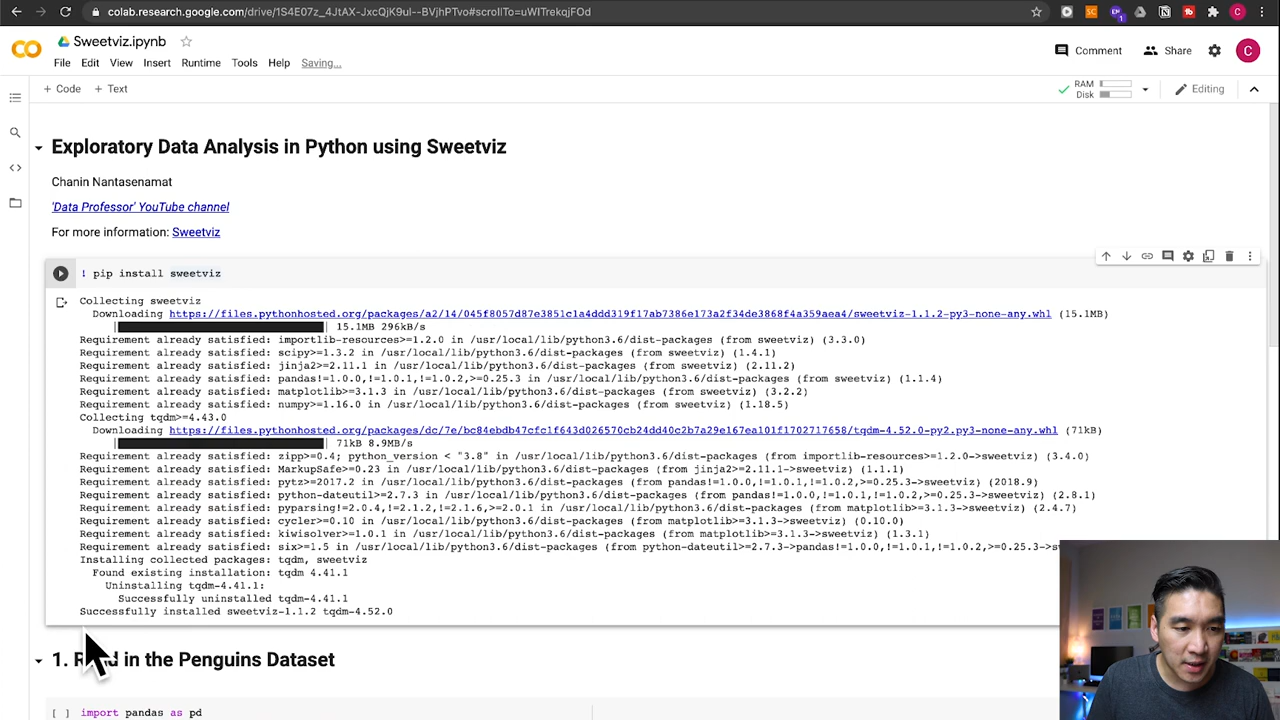 colab.research.google.com/drive/1S4E07z_4JtAX-JxcQjK9ul--BVjhPTvo#scrollTo=uWITrekqjFOd
Sweetviz.ipynb
File Edit View Insert Runtime Tools Help Saving...
Comment Share C
+ Code + Text
RAM
Disk
Editing
Exploratory Data Analysis in Python using Sweetviz
Chanin Nantasenamat
'Data Professor' YouTube channel
For more information: Sweetviz
! pip install sweetviz
Collecting sweetviz
Downloading https://files.pythonhosted.org/packages/a2/14/045f8057d87e3851c1a4ddd319f17ab7386e173a2f34de3868f4a359aea4/sweetviz-1.1.2-py3-none-any.whl (15.1MB)
15.1MB 296kB/s
Requirement already satisfied: importlib-resources>=1.2.0 in /usr/local/lib/python3.6/dist-packages (from sweetviz) (3.3.0)
Requirement already satisfied: scipy>=1.3.2 in /usr/local/lib/python3.6/dist-packages (from sweetviz) (1.4.1)
Requirement already satisfied: jinja2>=2.11.1 in /usr/local/lib/python3.6/dist-packages (from sweetviz) (2.11.2)
Requirement already satisfied: pandas!=1.0.0,!=1.0.1,!=1.0.2,>=0.25.3 in /usr/local/lib/python3.6/dist-packages (from sweetviz) (1.1.4)
Requirement already satisfied: matplotlib>=3.1.3 in /usr/local/lib/python3.6/dist-packages (from sweetviz) (3.2.2)
Requirement already satisfied: numpy>=1.16.0 in /usr/local/lib/python3.6/dist-packages (from sweetviz) (1.18.5)
Collecting tqdm>=4.43.0
Downloading https://files.pythonhosted.org/packages/dc/7e/bc84ebdb47cfc1f643d026570cb24dd40c2b7a29e167ea101f1702717658/tqdm-4.52.0-py2.py3-none-any.whl (71kB)
71kB 8.9MB/s
Requirement already satisfied: zipp>=0.4; python_version < "3.8" in /usr/local/lib/python3.6/dist-packages (from importlib-resources>=1.2.0->sweetviz) (3.4.0)
Requirement already satisfied: MarkupSafe>=0.23 in /usr/local/lib/python3.6/dist-packages (from jinja2>=2.11.1->sweetviz) (1.1.1)
Requirement already satisfied: pytz>=2017.2 in /usr/local/lib/python3.6/dist-packages (from pandas!=1.0.0,!=1.0.1,!=1.0.2,>=0.25.3->sweetviz) (2018.9)
Requirement already satisfied: python-dateutil>=2.7.3 in /usr/local/lib/python3.6/dist-packages (from pandas!=1.0.0,!=1.0.1,!=1.0.2,>=0.25.3->sweetviz) (2.8.1)
Requirement already satisfied: pyparsing!=2.0.4,!=2.1.2,!=2.1.6,>=2.0.1 in /usr/local/lib/python3.6/dist-packages (from matplotlib>=3.1.3->sweetviz) (2.4.7)
Requirement already satisfied: cycler>=0.10 in /usr/local/lib/python3.6/dist-packages (from matplotlib>=3.1.3->sweetviz) (0.10.0)
Requirement already satisfied: kiwisolver>=1.0.1 in /usr/local/lib/python3.6/dist-packages (from matplotlib>=3.1.3->sweetviz) (1.3.1)
Requirement already satisfied: six>=1.5 in /usr/local/lib/python3.6/dist-packages (from python-dateutil>=2.7.3->pandas!=1.0.0,!=1.0.1,!=1.0.2,>=0.25.3->sw
Installing collected packages: tqdm, sweetviz
Found existing installation: tqdm 4.41.1
Uninstalling tqdm-4.41.1:
Successfully uninstalled tqdm-4.41.1
Successfully installed sweetviz-1.1.2 tqdm-4.52.0
1. in the Penguins Dataset
[ ] import pandas as pd